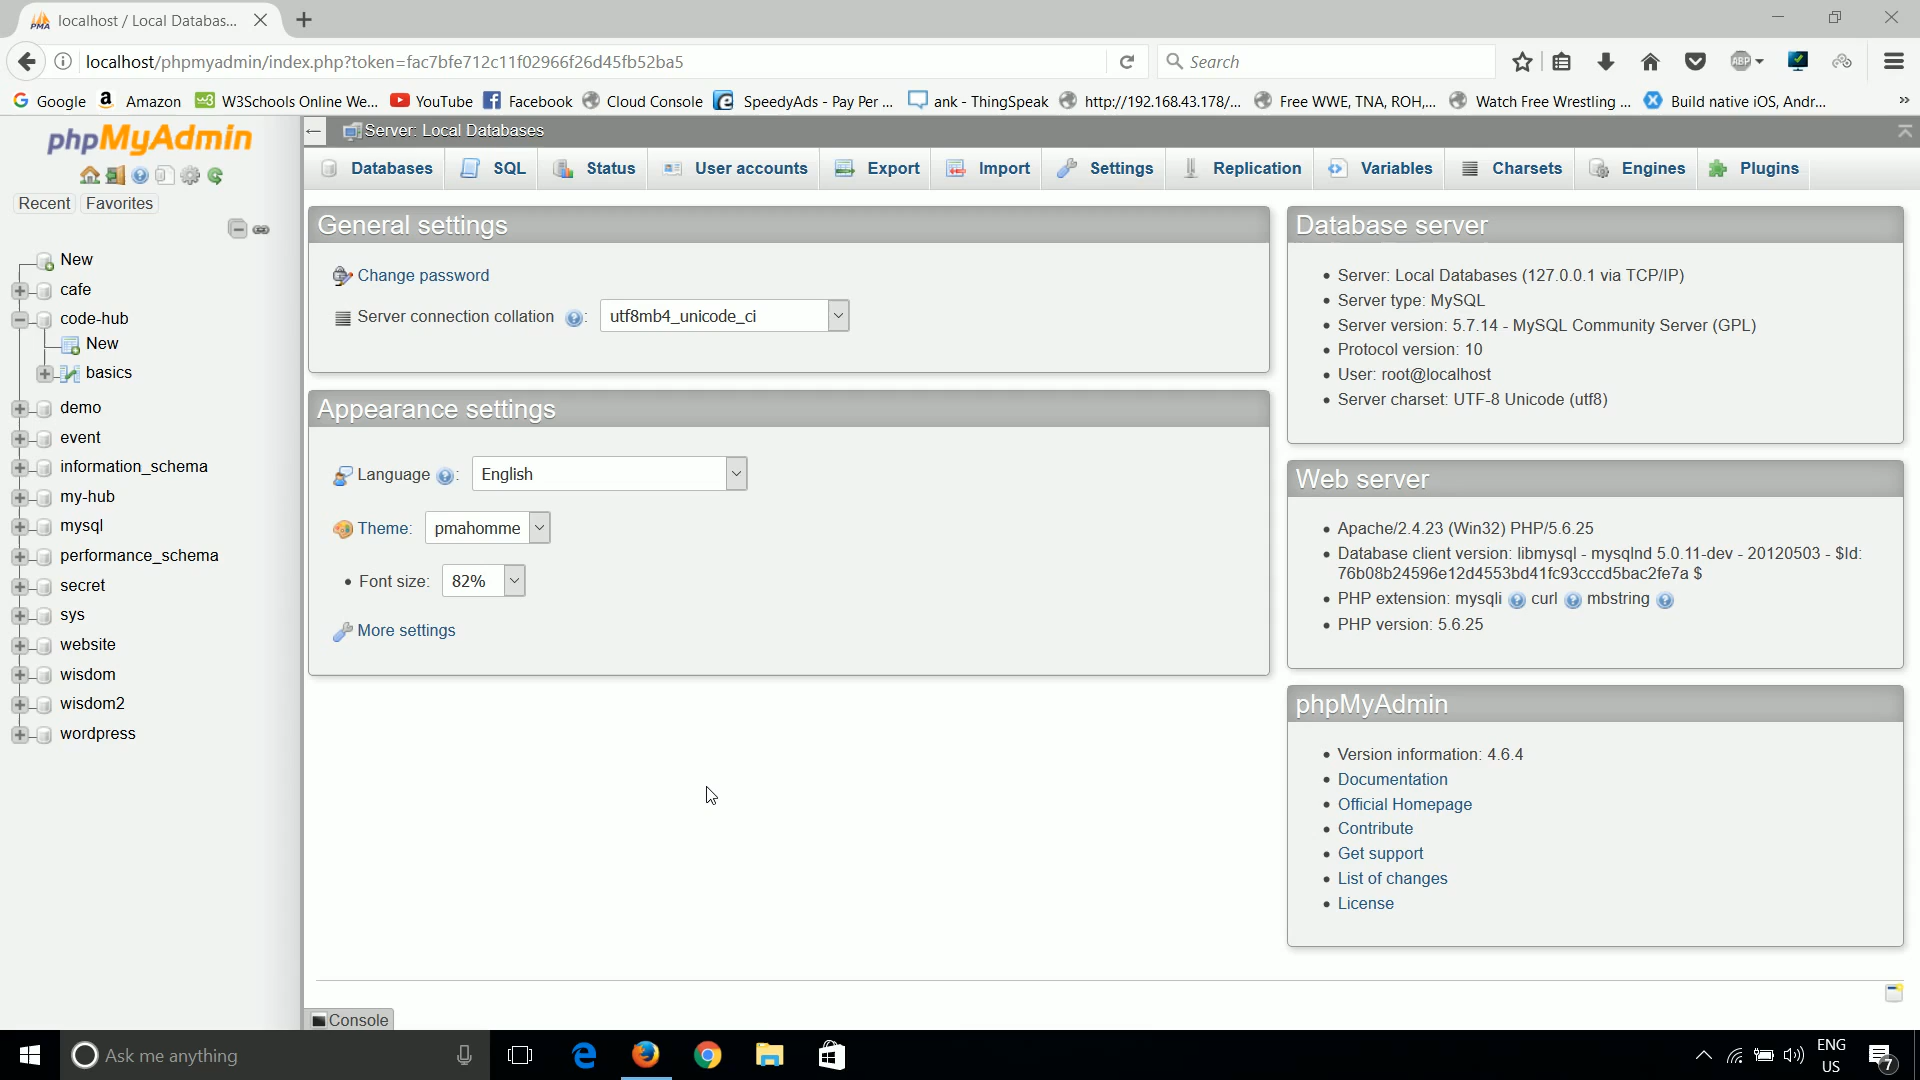 localhost / Local Databas...
localhost/phpmyadmin/index.php?token=fac7bfe712c11f02966f26d45fb52ba5
Search
ABP
Google
Amazon
W3Schools Online We...
YouTube
Facebook
Cloud Console
SpeedyAds - Pay Per ...
ank - ThingSpeak
http://192.168.43.178/...
Free WWE, TNA, ROH,...
Watch Free Wrestling ...
Build native iOS, Andr...
phpMyAdmin
Recent
Favorites
New
cafe
code-hub
New
basics
demo
event
information_schema
my-hub
mysql
performance_schema
secret
sys
website
wisdom
wisdom2
wordpress
Server: Local Databases
Databases
SQL
Status
User accounts
Export
Import
Settings
Replication
Variables
Charsets
Engines
Plugins
General settings
Change password
Server connection collation : utf8mb4_unicode_ci
Appearance settings
Language : English
Theme: pmahomme
• Font size: 82%
More settings
Database server
• Server: Local Databases (127.0.0.1 via TCP/IP)
• Server type: MySQL
• Server version: 5.7.14 - MySQL Community Server (GPL)
• Protocol version: 10
• User: root@localhost
• Server charset: UTF-8 Unicode (utf8)
Web server
• Apache/2.4.23 (Win32) PHP/5.6.25
• Database client version: libmysql - mysqlnd 5.0.11-dev - 20120503 - $Id:
76b08b24596e12d4553bd41fc93cccd5bac2fe7a $
• PHP extension: mysqli curl mbstring
• PHP version: 5.6.25
phpMyAdmin
• Version information: 4.6.4
• Documentation
• Official Homepage
• Contribute
• Get support
• List of changes
• License
Console
Ask me anything
ENG
US
7